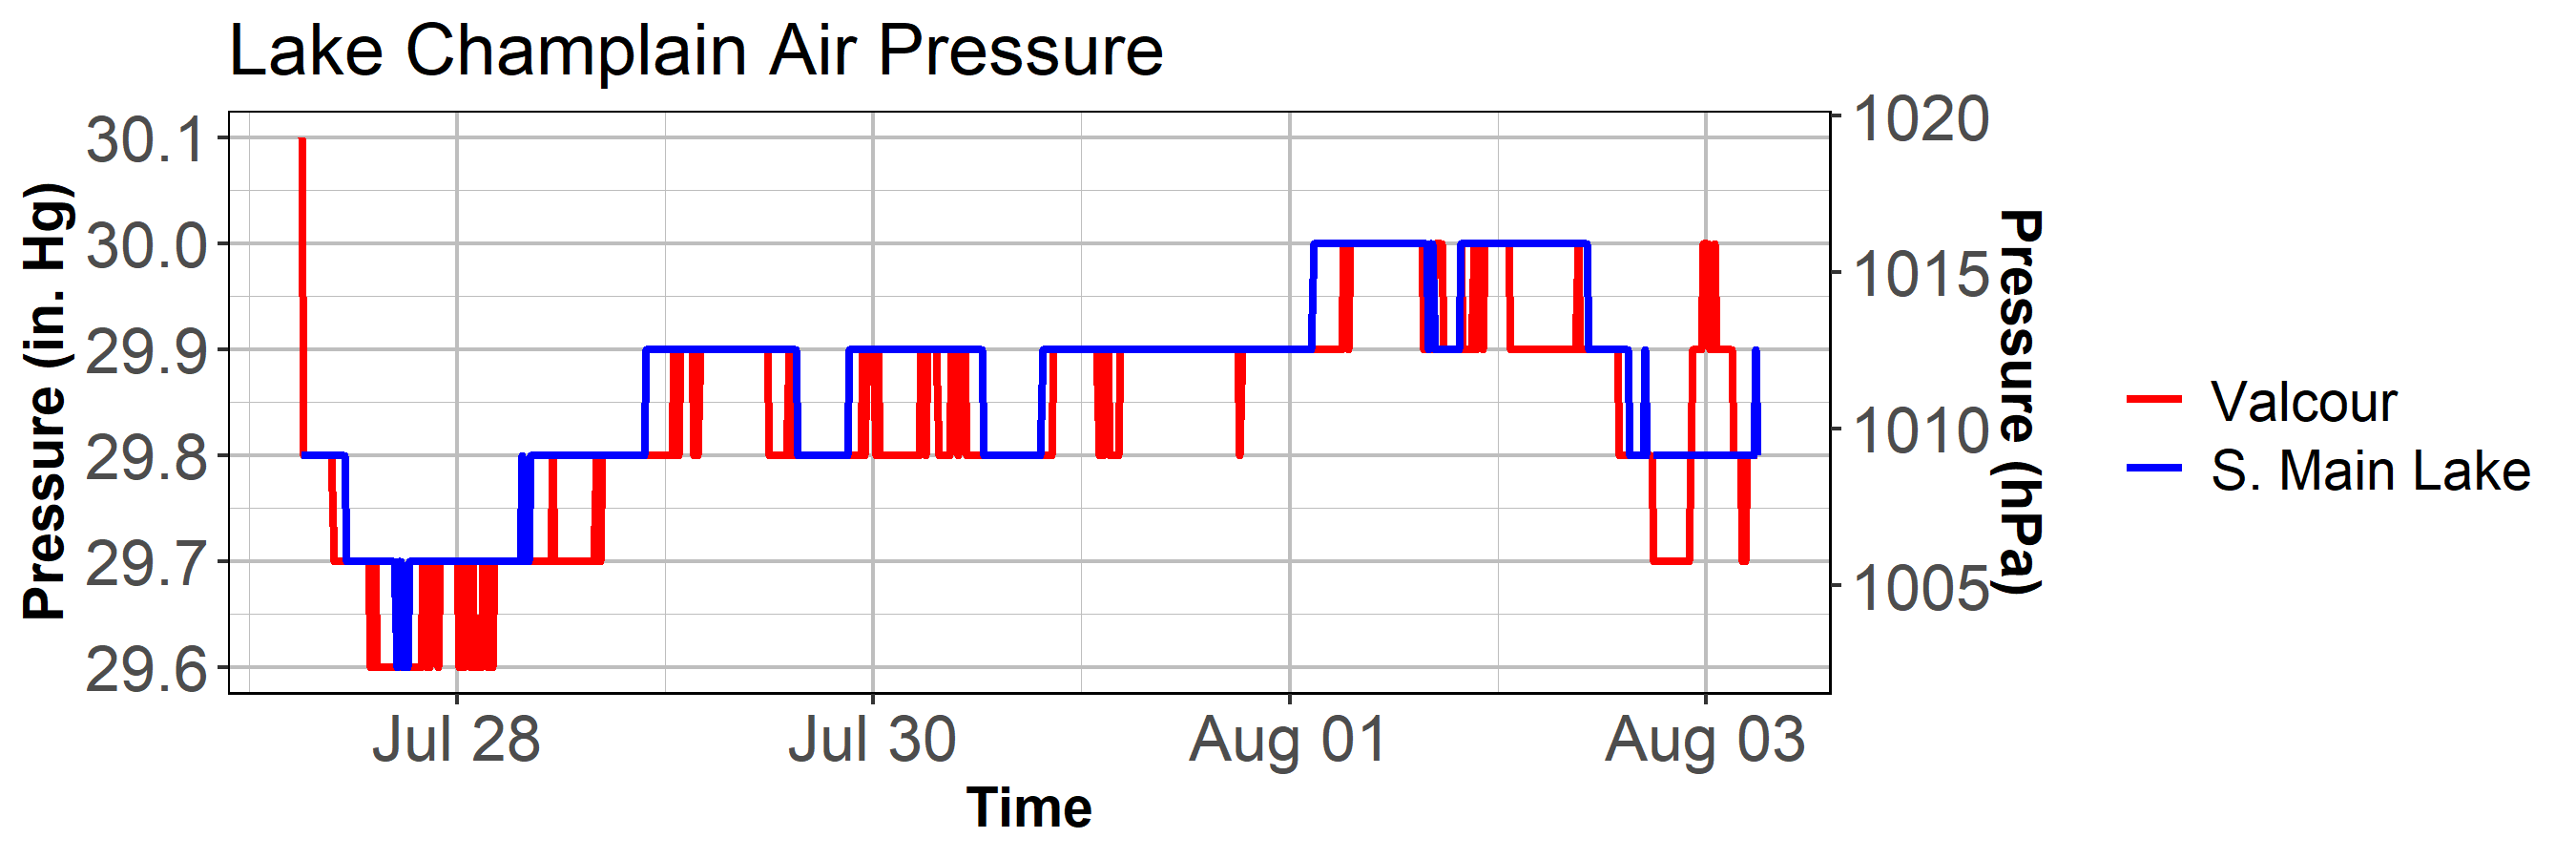 Lake Champlain Air Pressure
Pressure (in. Hg)
30.1
30.0
29.9
29.8
29.7
29.6
1020
1015
1010
1005
Pressure (hPa)
Jul 28
Jul 30
Aug 01
Aug 03
Time
Valcour
S. Main Lake